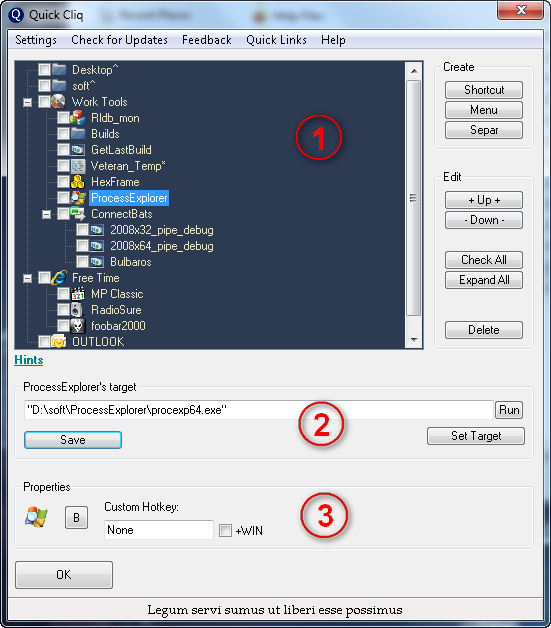 Quick Cliq
Settings Check for Updates Feedback Quick Links Help
Desktop^
soft^
Work Tools
Rldb_mon
Builds
GetLastBuild
Veteran_Temp*
HexFrame
ProcessExplorer
ConnectBats
2008x32_pipe_debug
2008x64_pipe_debug
Bulbaros
Free Time
MP Classic
RadioSure
foobar2000
OUTLOOK
1
Create
Shortcut
Menu
Separ
Edit
+ Up +
- Down -
Check All
Expand All
Delete
Hints
ProcessExplorer's target
"D:\soft\ProcessExplorer\procexp64.exe"
Run
Save
2
Set Target
Properties
B
Custom Hotkey:
None
+WIN
3
OK
Legum servi sumus ut liberi esse possimus